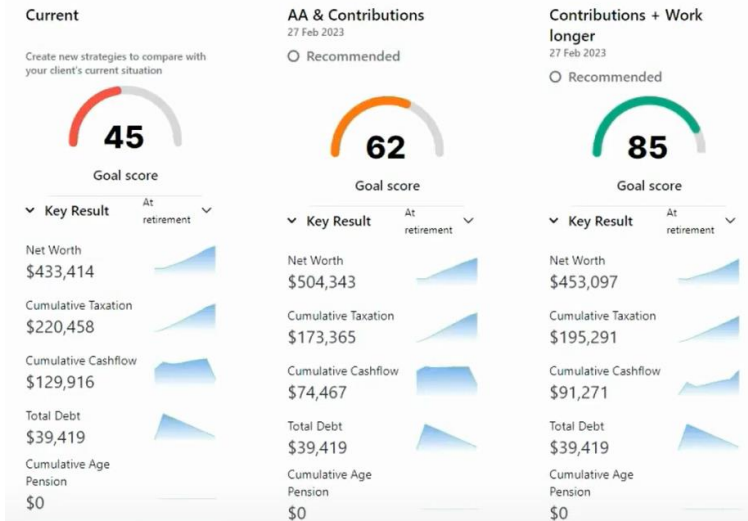 Current
Create new strategies to compare with
your client's current situation
45
Goal score
Key Result
At
retirement
Net Worth
$433,414
Cumulative Taxation
$220,458
Cumulative Cashflow
$129,916
Total Debt
$39,419
Cumulative Age
Pension
$0
AA & Contributions
27 Feb 2023
Recommended
62
Goal score
Key Result
At
retirement
Net Worth
$504,343
Cumulative Taxation
$173,365
Cumulative Cashflow
$74,467
Total Debt
$39,419
Cumulative Age
Pension
$0
Contributions + Work
longer
27 Feb 2023
Recommended
85
Goal score
Key Result
At
retirement
Net Worth
$453,097
Cumulative Taxation
$195,291
Cumulative Cashflow
$91,271
Total Debt
$39,419
Cumulative Age
Pension
$0